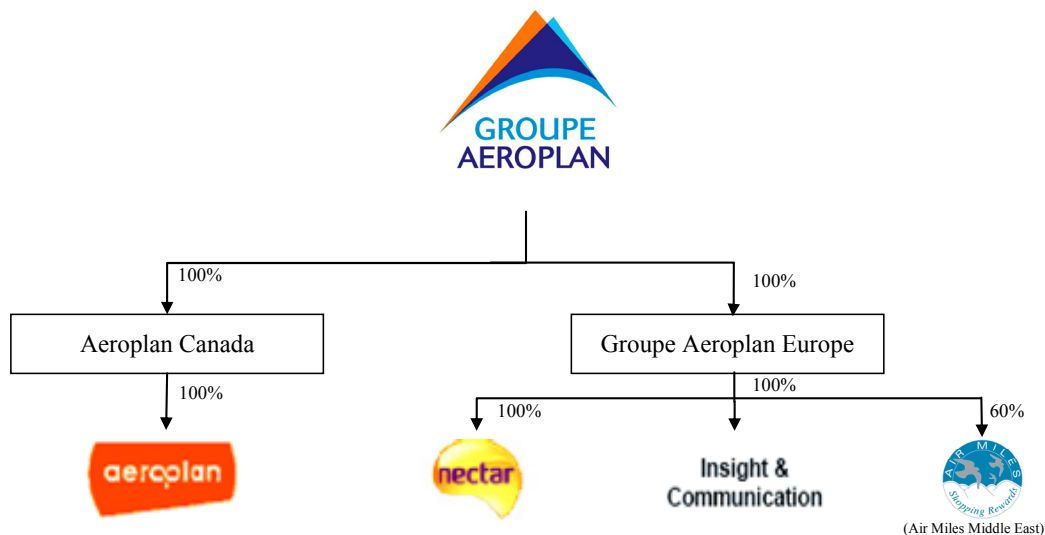 GROUPE
AEROPLAN
100%
100%
Aeroplan Canada
Groupe Aeroplan Europe
100%
100%
100%
60%
aeroplan
nectar
Insight &
Communication
AIR MILES
Shopping Rewards
(Air Miles Middle East)